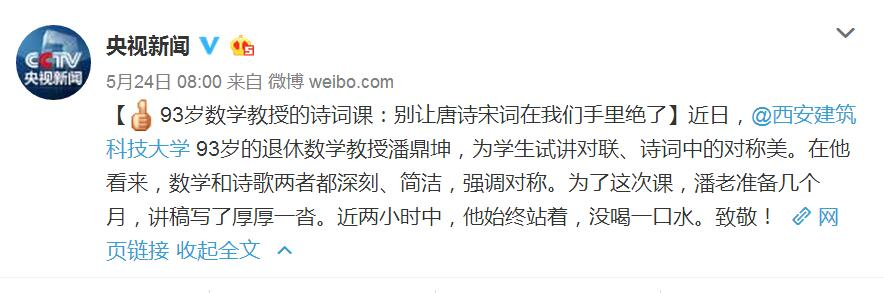 CCTV
央视新闻
央视新闻
5月24日 08:00 来自 微博 weibo.com
【 93岁数学教授的诗词课：别让唐诗宋词在我们手里绝了】近日，@西安建筑
科技大学 93岁的退休数学教授潘鼎坤，为学生试讲对联、诗词中的对称美。在他
看来，数学和诗歌两者都深刻、简洁，强调对称。为了这次课，潘老准备几个
月，讲稿写了厚厚一沓。近两小时中，他始终站着，没喝一口水。致敬！ 网
页链接 收起全文